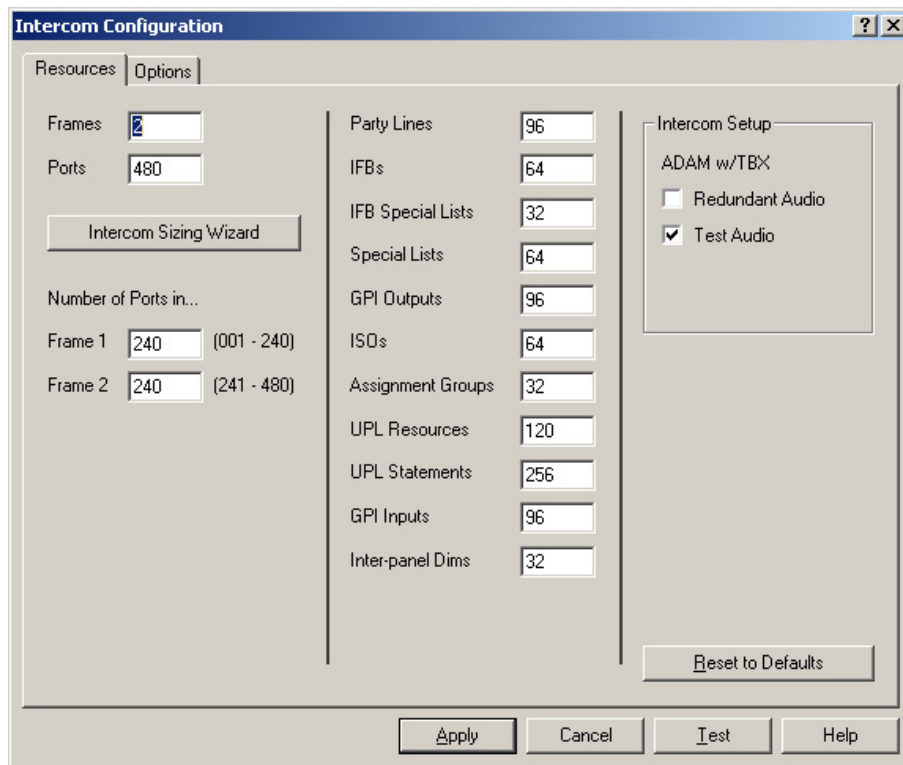 Intercom Configuration
Resources
Options
Frames 2
Ports 480
Intercom Sizing Wizard
Number of Ports in...
Frame 1 240 (001 - 240)
Frame 2 240 (241 - 480)
Party Lines 96
IFBs 64
IFB Special Lists 32
Special Lists 64
GPI Outputs 96
ISOs 64
Assignment Groups 32
UPL Resources 120
UPL Statements 256
GPI Inputs 96
Inter-panel Dims 32
Intercom Setup
ADAM w/TBX
Redundant Audio
Test Audio
Reset to Defaults
Apply
Cancel
Test
Help